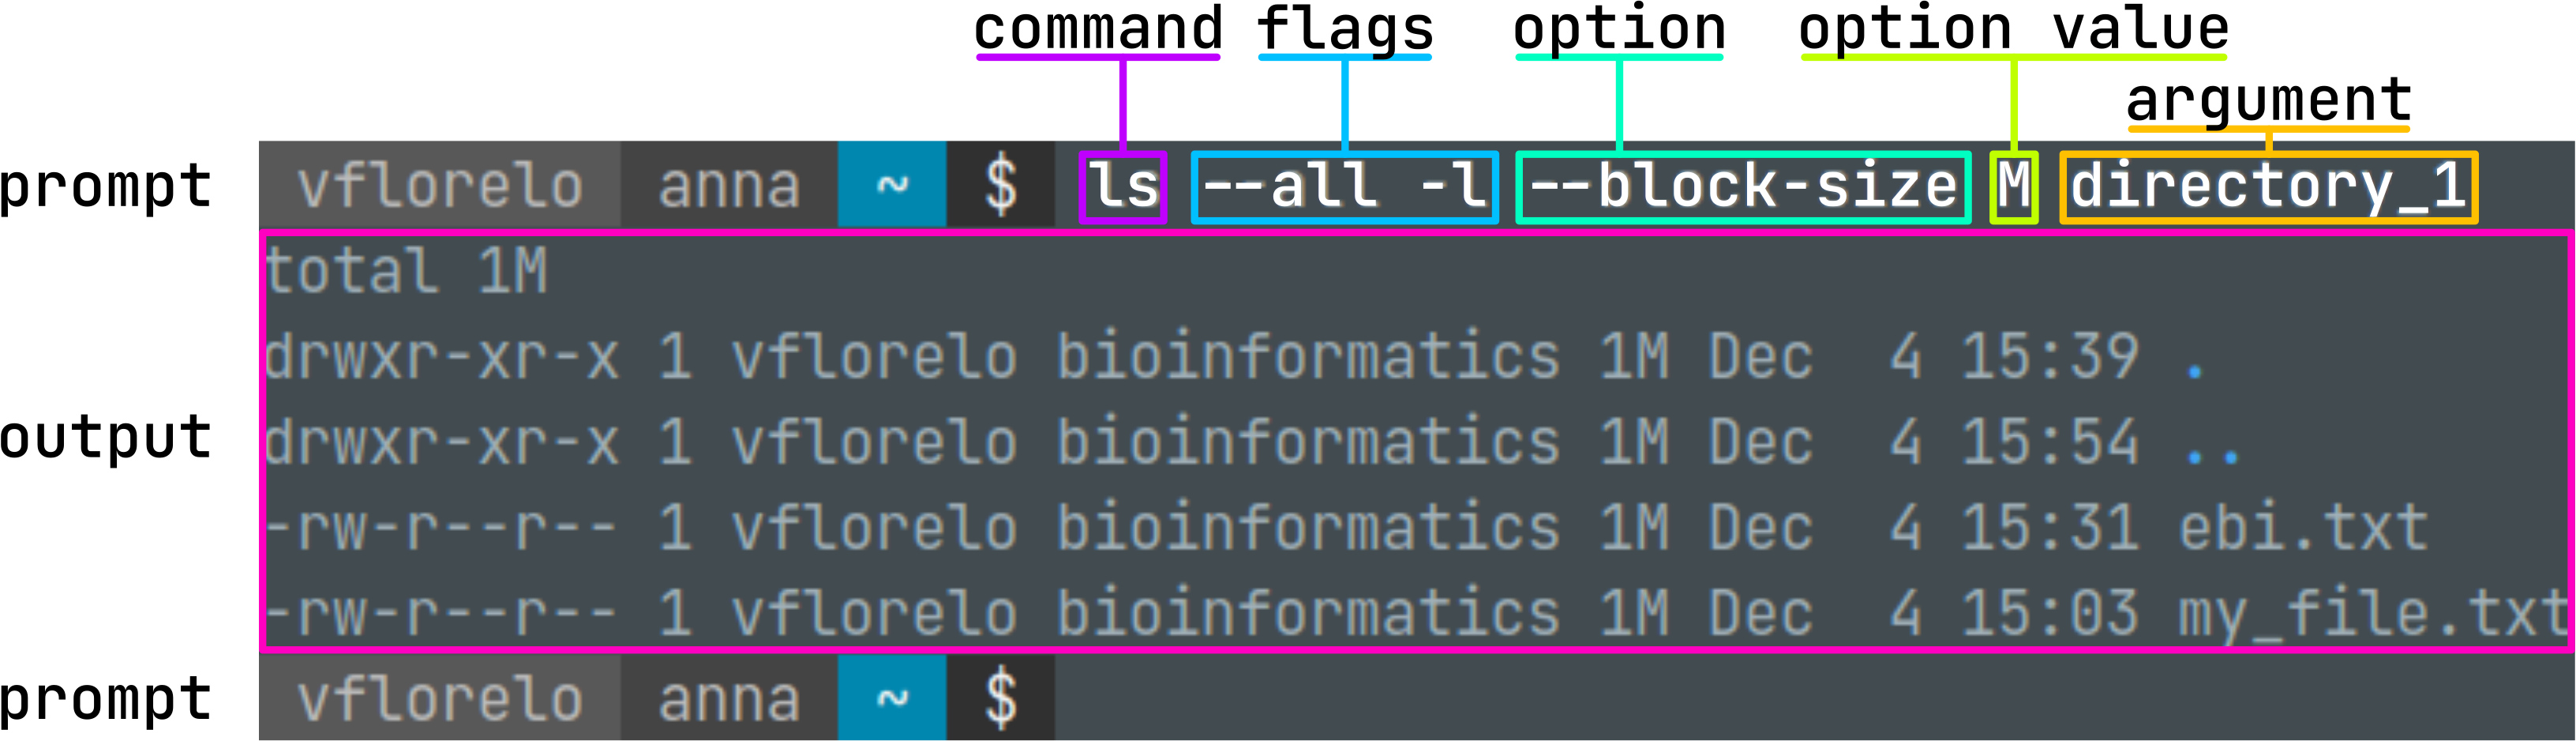 command flags option option value
argument
prompt vflorelo anna ~ $ ls --all -l --block-size M directory_1
total 1M
drwxr-xr-x 1 vflorelo bioinformatics 1M Dec  4 15:39 .
output drwxr-xr-x 1 vflorelo bioinformatics 1M Dec  4 15:54 ..
-rw-r--r-- 1 vflorelo bioinformatics 1M Dec  4 15:31 ebi.txt
-rw-r--r-- 1 vflorelo bioinformatics 1M Dec  4 15:03 my_file.txt
prompt vflorelo anna ~ $